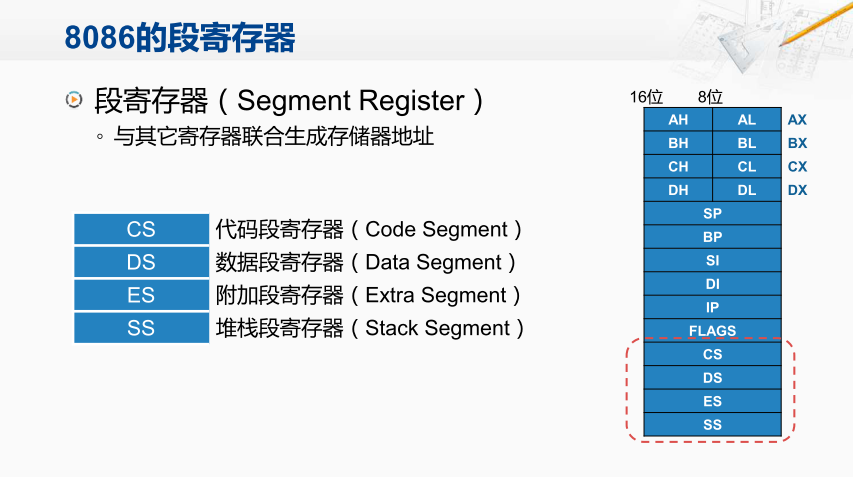 8086的段寄存器
段寄存器（Segment Register）
与其它寄存器联合生成存储器地址
CS 代码段寄存器（Code Segment）
DS 数据段寄存器（Data Segment）
ES 附加段寄存器（Extra Segment）
SS 堆栈段寄存器（Stack Segment）
16位 8位
AH AL AX
BH BL BX
CH CL CX
DH DL DX
SP
BP
SI
DI
IP
FLAGS
CS
DS
ES
SS